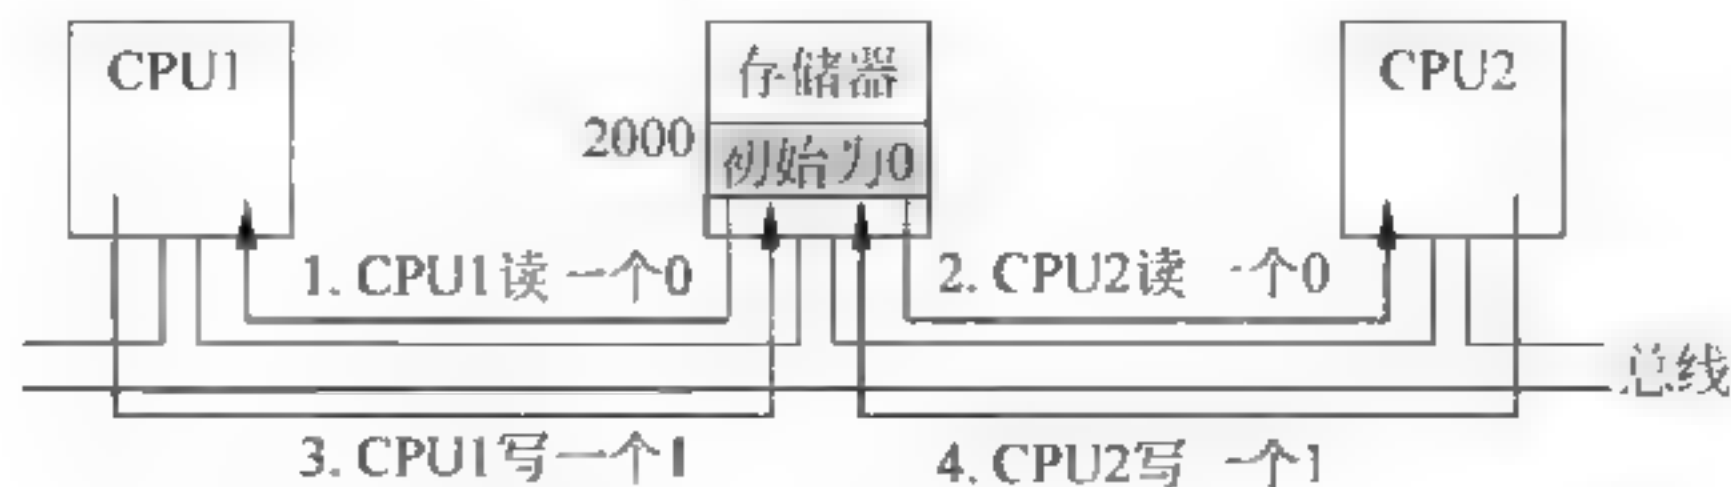 CPU1
存储器
CPU2
2000
初始为0
1. CPU1读一个0
2. CPU2读一个0
总线
3. CPU1写一个1
4. CPU2写一个1